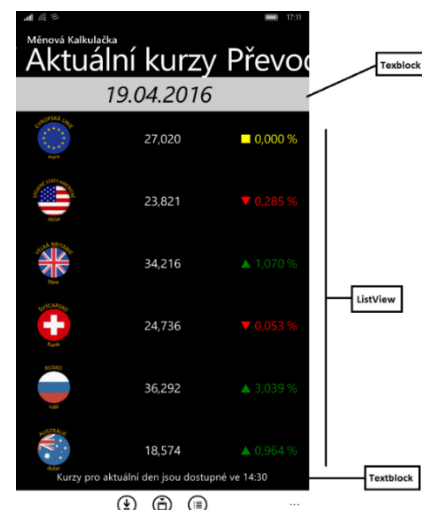 17:11
Měnová Kalkulačka
Aktuální kurzy Převod
Texblock
19.04.2016
EVROPSKÁ UNIE
euro
27,020
0,000 %
SPOJENÉ STÁTY AMERICKÉ
dolar
23,821
0,285 %
VELKÁ BRITÁNIE
libra
34,216
1,070 %
ListView
ŠVÝCARSKO
frank
24,736
0,053 %
RUSKO
rubl
36,292
3,039 %
AUSTRÁLIE
dolar
18,574
0,964 %
Kurzy pro aktuální den jsou dostupné ve 14:30
Textblock
...